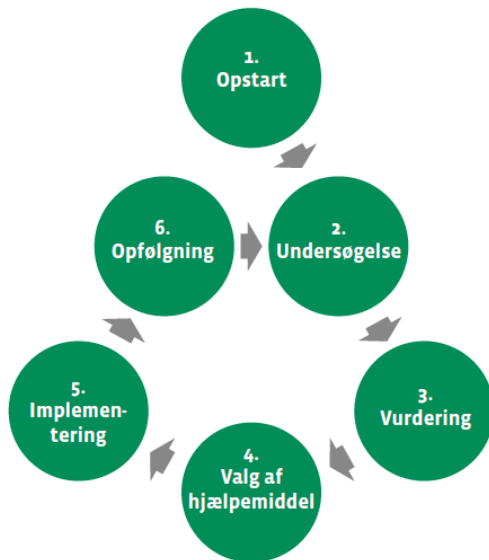 1.
Opstart
6.
Opfølgning
2.
Undersøgelse
5.
Implemen-
tering
3.
Vurdering
4.
Valg af
hjælpemiddel